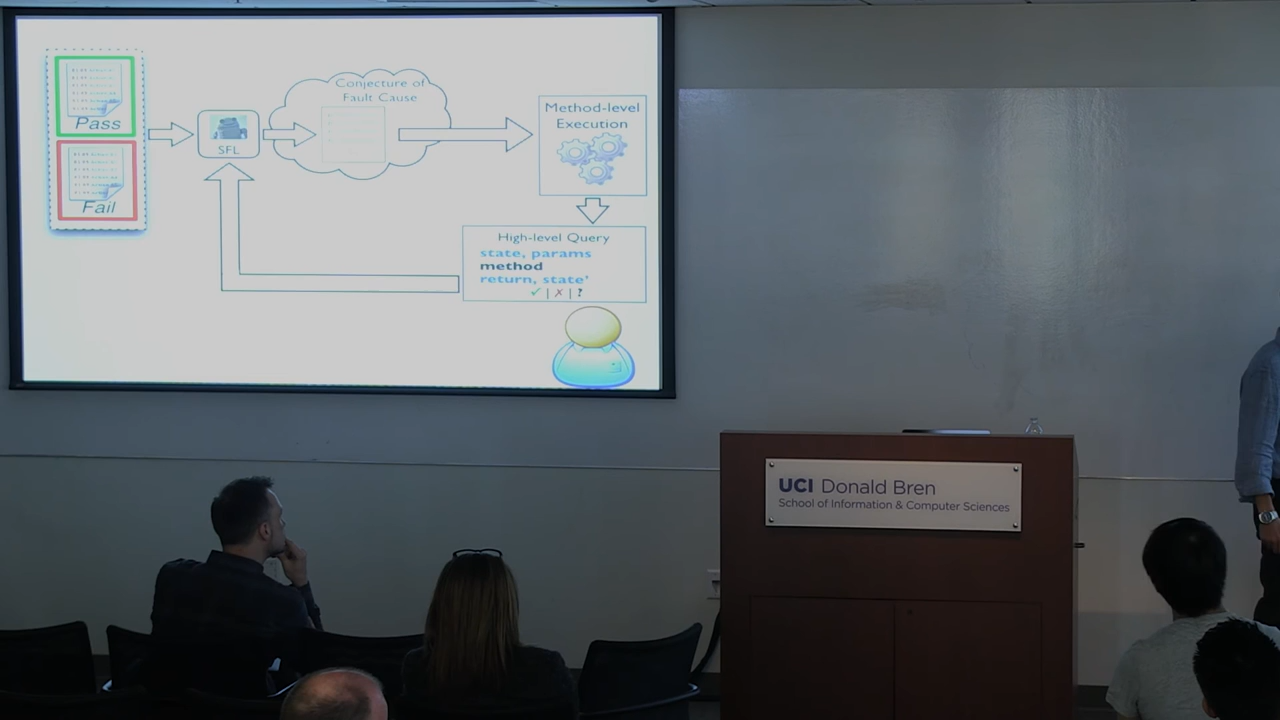 Pass
Fail
SFL
Conjecture of
Fault Cause
Method-level
Execution
High-level Query
state, params
method
return, state'
✓ | ✗ | ?
UCI Donald Bren
School of Information & Computer Sciences